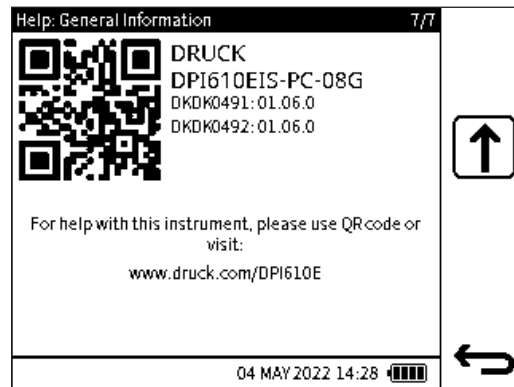 Help: General Information 7/7
DRUCK
DPI610EIS-PC-08G
DKDK0491: 01.06.0
DKDK0492: 01.06.0
For help with this instrument, please use QR code or
visit:
www.druck.com/DPI610E
04 MAY 2022 14:28